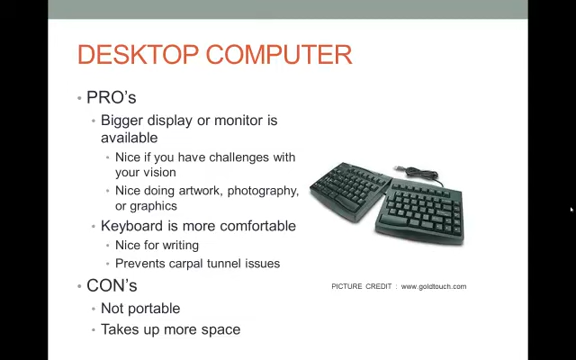 DESKTOP COMPUTER
• PRO's
• Bigger display or monitor is
available
• Nice if you have challenges with
your vision
• Nice doing artwork, photography,
or graphics
• Keyboard is more comfortable
• Nice for writing
• Prevents carpal tunnel issues
• CON's
• Not portable
• Takes up more space
PICTURE CREDIT : www.goldtouch.com